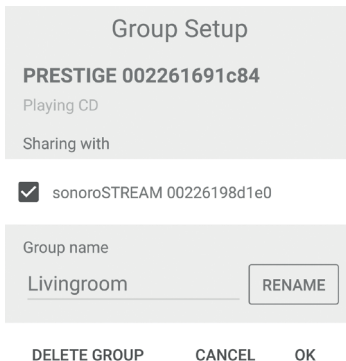 Group Setup
PRESTIGE 002261691c84
Playing CD
Sharing with
sonoroSTREAM 00226198d1e0
Group name
Livingroom
RENAME
DELETE GROUP CANCEL OK